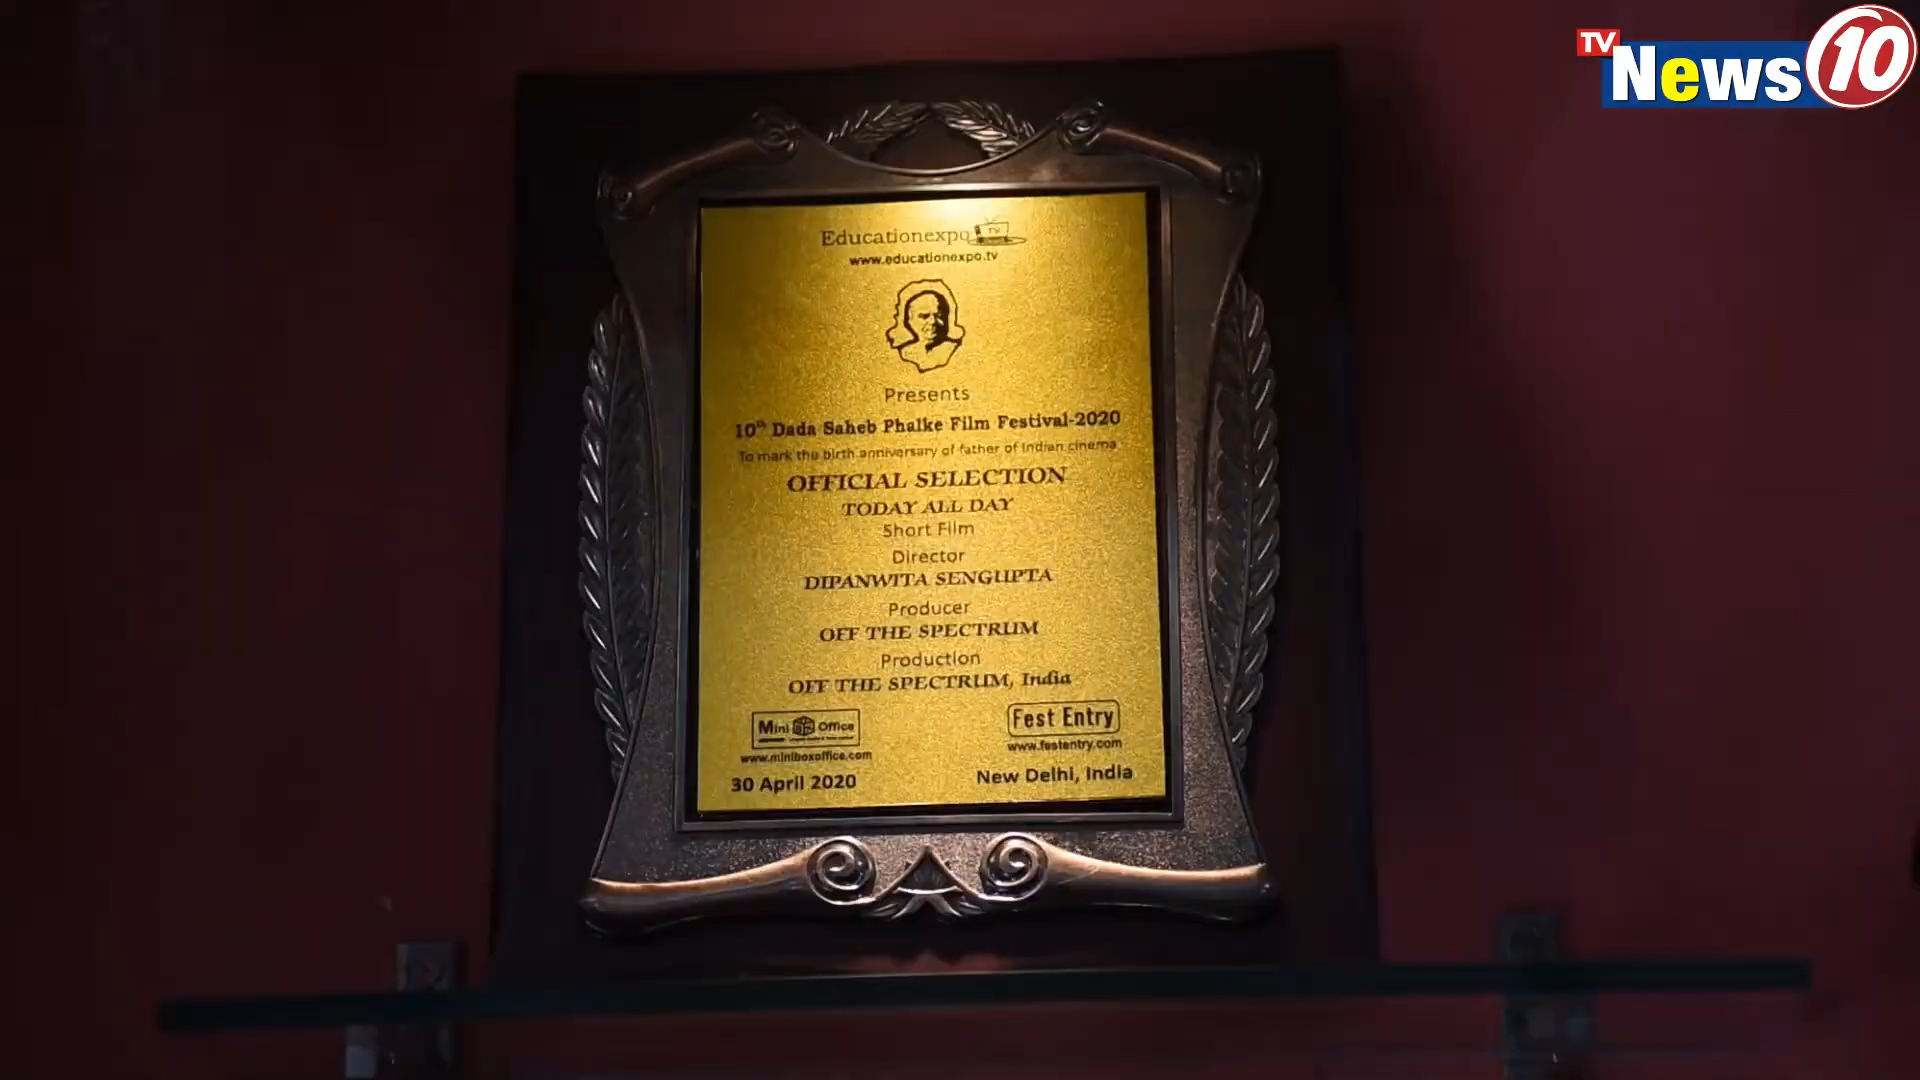 TV News 10
Educationexpo TV
www.educationexpo.tv
Presents
10th Dada Saheb Phalke Film Festival-2020
To mark the birth anniversary of father of Indian cinema
OFFICIAL SELECTION
TODAY ALL DAY
Short Film
Director
DIPANWITA SENGUPTA
Producer
OFF THE SPECTRUM
Production
OFF THE SPECTRUM, India
Mini Box Office
www.miniboxoffice.com
Fest Entry
www.festentry.com
30 April 2020
New Delhi, India